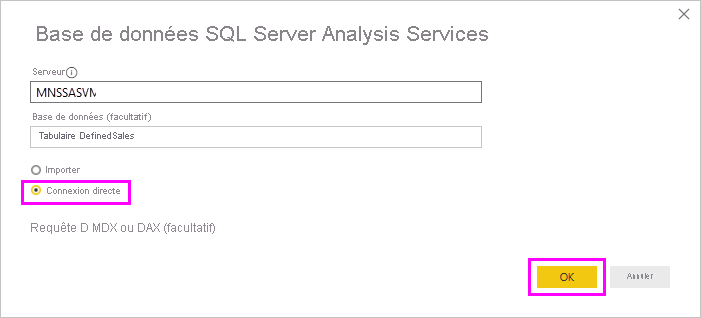 Base de données SQL Server Analysis Services
Serveur
MNSSASVM
Base de données (facultatif)
Tabulaire DefinedSales
Importer
Connexion directe
Requête D MDX ou DAX (facultatif)
OK
Annuler